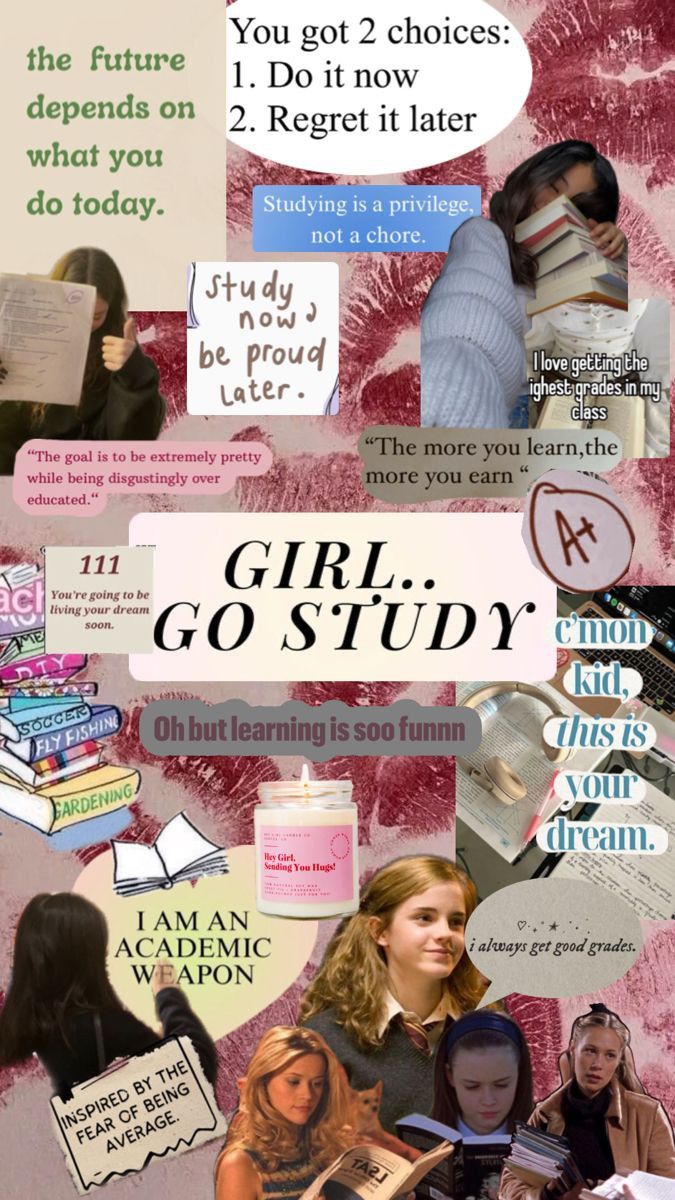 the future
depends on
what you
do today.
You got 2 choices:
1. Do it now
2. Regret it later
Studying is a privilege,
not a chore.
study
now
be proud
later.
I love getting the
ighest grades in my
class
"The goal is to be extremely pretty
while being disgustingly over
educated."
"The more you learn,the
more you earn "
A+
111
You're going to be
living your dream
soon.
GIRL..
GO STUDY
c'mon
kid,
this is
your
dream.
DIY
SOCCER
FLY FISHING
GARDENING
Oh but learning is soo funnn
Hey Girl,
Sending You Hugs!
I AM AN
ACADEMIC
WEAPON
i always get good grades.
INSPIRED BY THE
FEAR OF BEING
AVERAGE.
LSAT